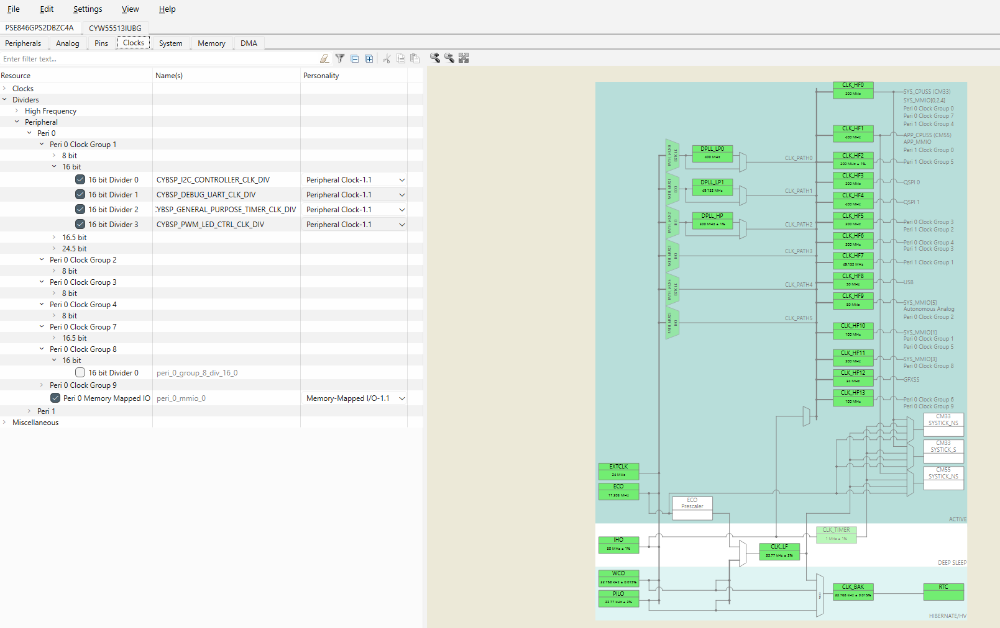 File Edit Settings View Help
PSE846GPS2DBZC4A CYW55513IUBG
Peripherals Analog Pins Clocks System Memory DMA
Enter filter text...
Resource Name(s) Personality
Clocks
Dividers
High Frequency
Peripheral
Peri 0
Peri 0 Clock Group 1
8 bit
16 bit
16 bit Divider 0 CYBSP_I2C_CONTROLLER_CLK_DIV Peripheral Clock-1.1
16 bit Divider 1 CYBSP_DEBUG_UART_CLK_DIV Peripheral Clock-1.1
16 bit Divider 2 YBSP_GENERAL_PURPOSE_TIMER_CLK_DIV Peripheral Clock-1.1
16 bit Divider 3 CYBSP_PWM_LED_CTRL_CLK_DIV Peripheral Clock-1.1
16.5 bit
24.5 bit
Peri 0 Clock Group 2
8 bit
Peri 0 Clock Group 3
8 bit
Peri 0 Clock Group 4
8 bit
Peri 0 Clock Group 7
16.5 bit
Peri 0 Clock Group 8
16 bit
16 bit Divider 0 peri_0_group_8_div_16_0
Peri 0 Clock Group 9
Peri 0 Memory Mapped IO peri_0_mmio_0 Memory-Mapped I/O-1.1
Peri 1
Miscellaneous
CLK_HF0
200 MHz
SYS_CPUSS (CM33)
SYS_MMIO[0,2,4]
Peri 0 Clock Group 0
Peri 0 Clock Group 7
Peri 1 Clock Group 4
CLK_HF1
400 MHz
APP_CPUSS (CM55)
APP_MMIO
Peri 1 Clock Group 0
CLK_HF2
200 MHz ± 1%
Peri 1 Clock Group 5
CLK_HF3
200 MHz
QSPI 0
CLK_HF4
400 MHz
QSPI 1
CLK_HF5
200 MHz
Peri 0 Clock Group 3
Peri 1 Clock Group 2
CLK_HF6
200 MHz
Peri 0 Clock Group 4
Peri 1 Clock Group 3
CLK_HF7
49.152 MHz
Peri 1 Clock Group 1
CLK_HF8
50 MHz
USB
CLK_HF9
80 MHz
SYS_MMIO[5]
Autonomous Analog
Peri 0 Clock Group 2
CLK_HF10
100 MHz
SYS_MMIO[1]
Peri 0 Clock Group 1
Peri 0 Clock Group 5
CLK_HF11
200 MHz
SYS_MMIO[3]
Peri 0 Clock Group 8
CLK_HF12
24 MHz
GFXSS
CLK_HF13
100 MHz
Peri 0 Clock Group 6
Peri 0 Clock Group 9
PATH_MUX0
EXTCLK
DPLL_LP0
400 MHz
CLK_PATH0
PATH_MUX1
ECO
DPLL_LP1
49.152 MHz
CLK_PATH1
PATH_MUX2
IHO
DPLL_HP
200 MHz ± 1%
CLK_PATH2
PATH_MUX3
IHO
CLK_PATH3
PATH_MUX4
EXTCLK
CLK_PATH4
PATH_MUX5
IHO
CLK_PATH5
CM33
SYSTICK_NS
CM33
SYSTICK_S
CM55
SYSTICK_NS
EXTCLK
24 MHz
ECO
17.203 MHz
ECO
Prescaler
ACTIVE
CLK_TIMER
1 MHz ± 1%
IHO
50 MHz ± 1%
CLK_LF
32.77 kHz ± 2%
DEEP SLEEP
WCO
32.768 kHz ± 0.015%
PILO
32.77 kHz ± 2%
WCO
CLK_BAK
32.768 kHz ± 0.015%
RTC
HIBERNATE/HV